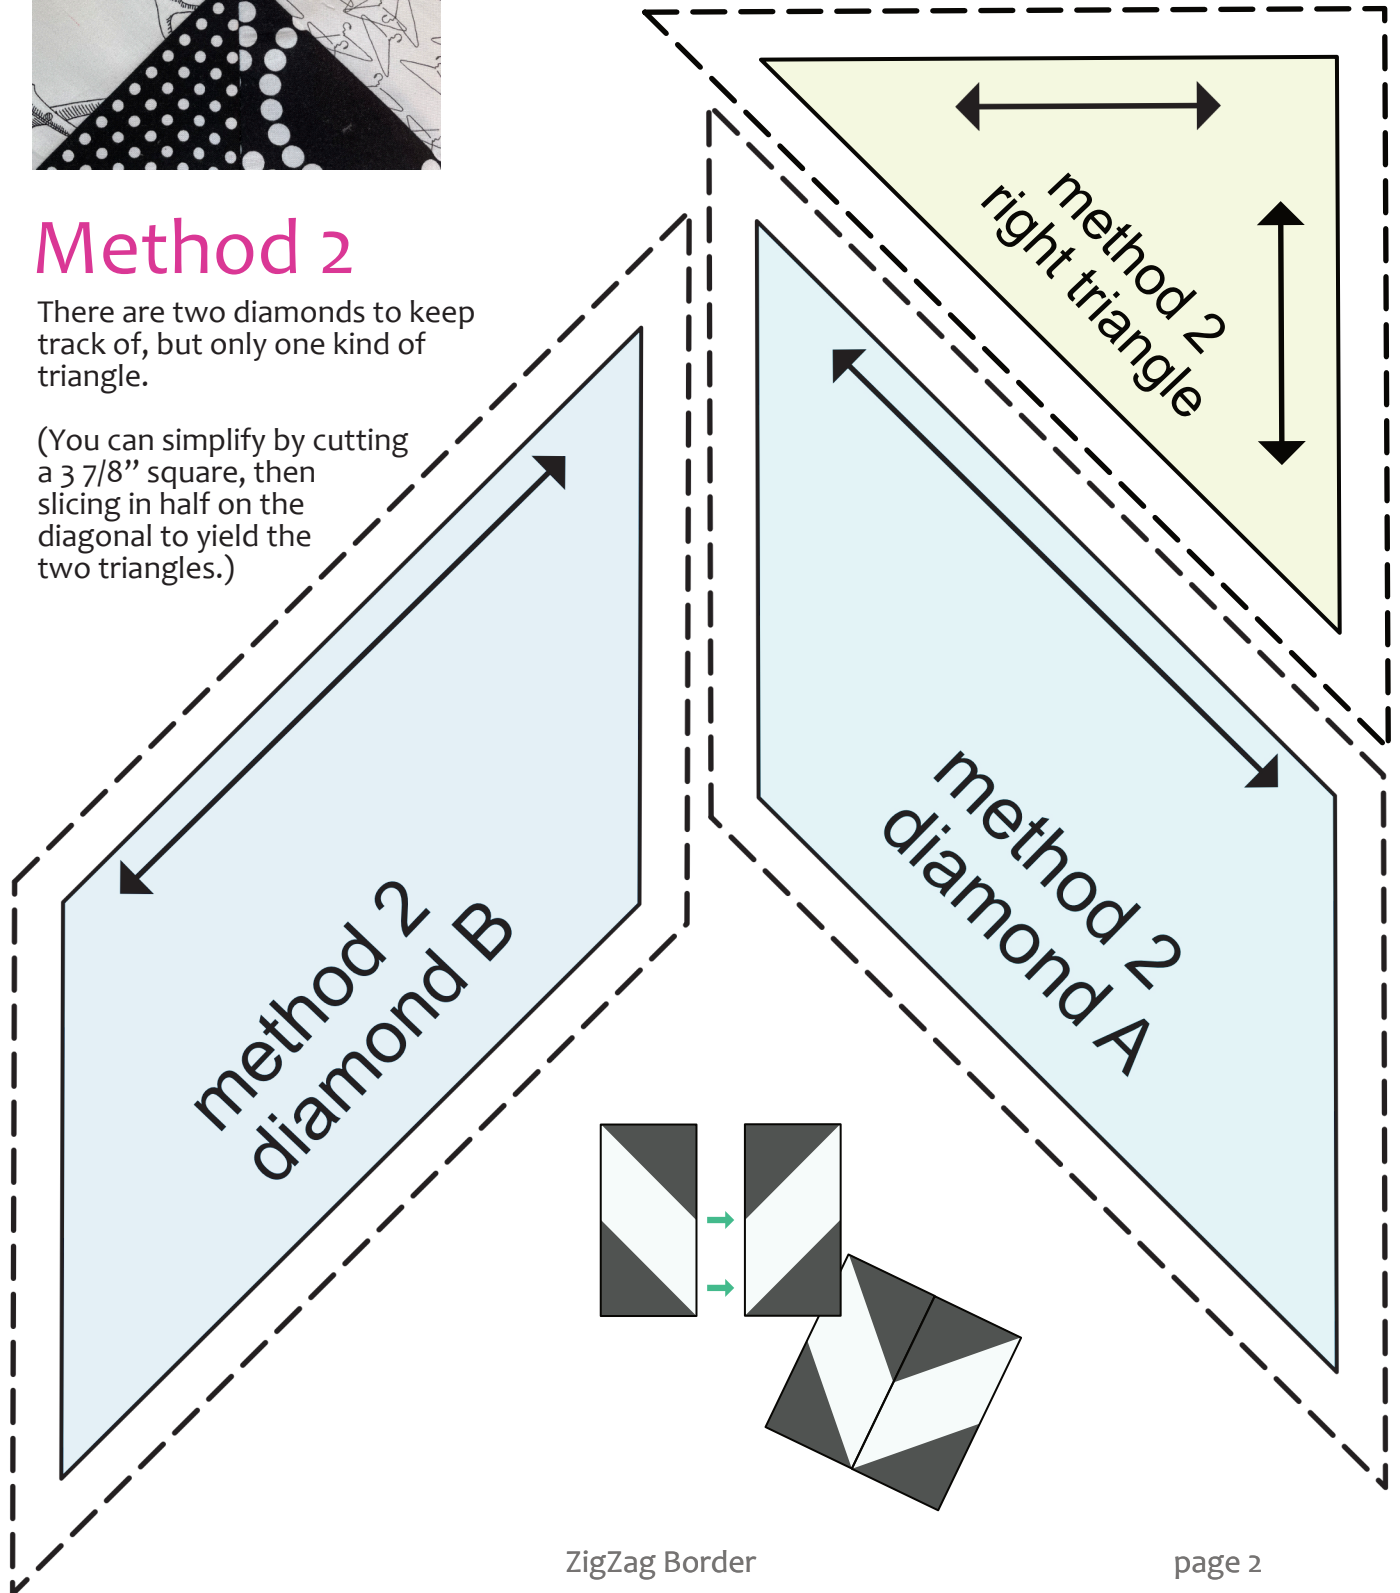 Method 2
There are two diamonds to keep
track of, but only one kind of
triangle.
(You can simplify by cutting
a 3 7/8” square, then
slicing in half on the
diagonal to yield the
two triangles.)
method 2
right triangle
method 2
diamond A
method 2
diamond B
ZigZag Border
page 2